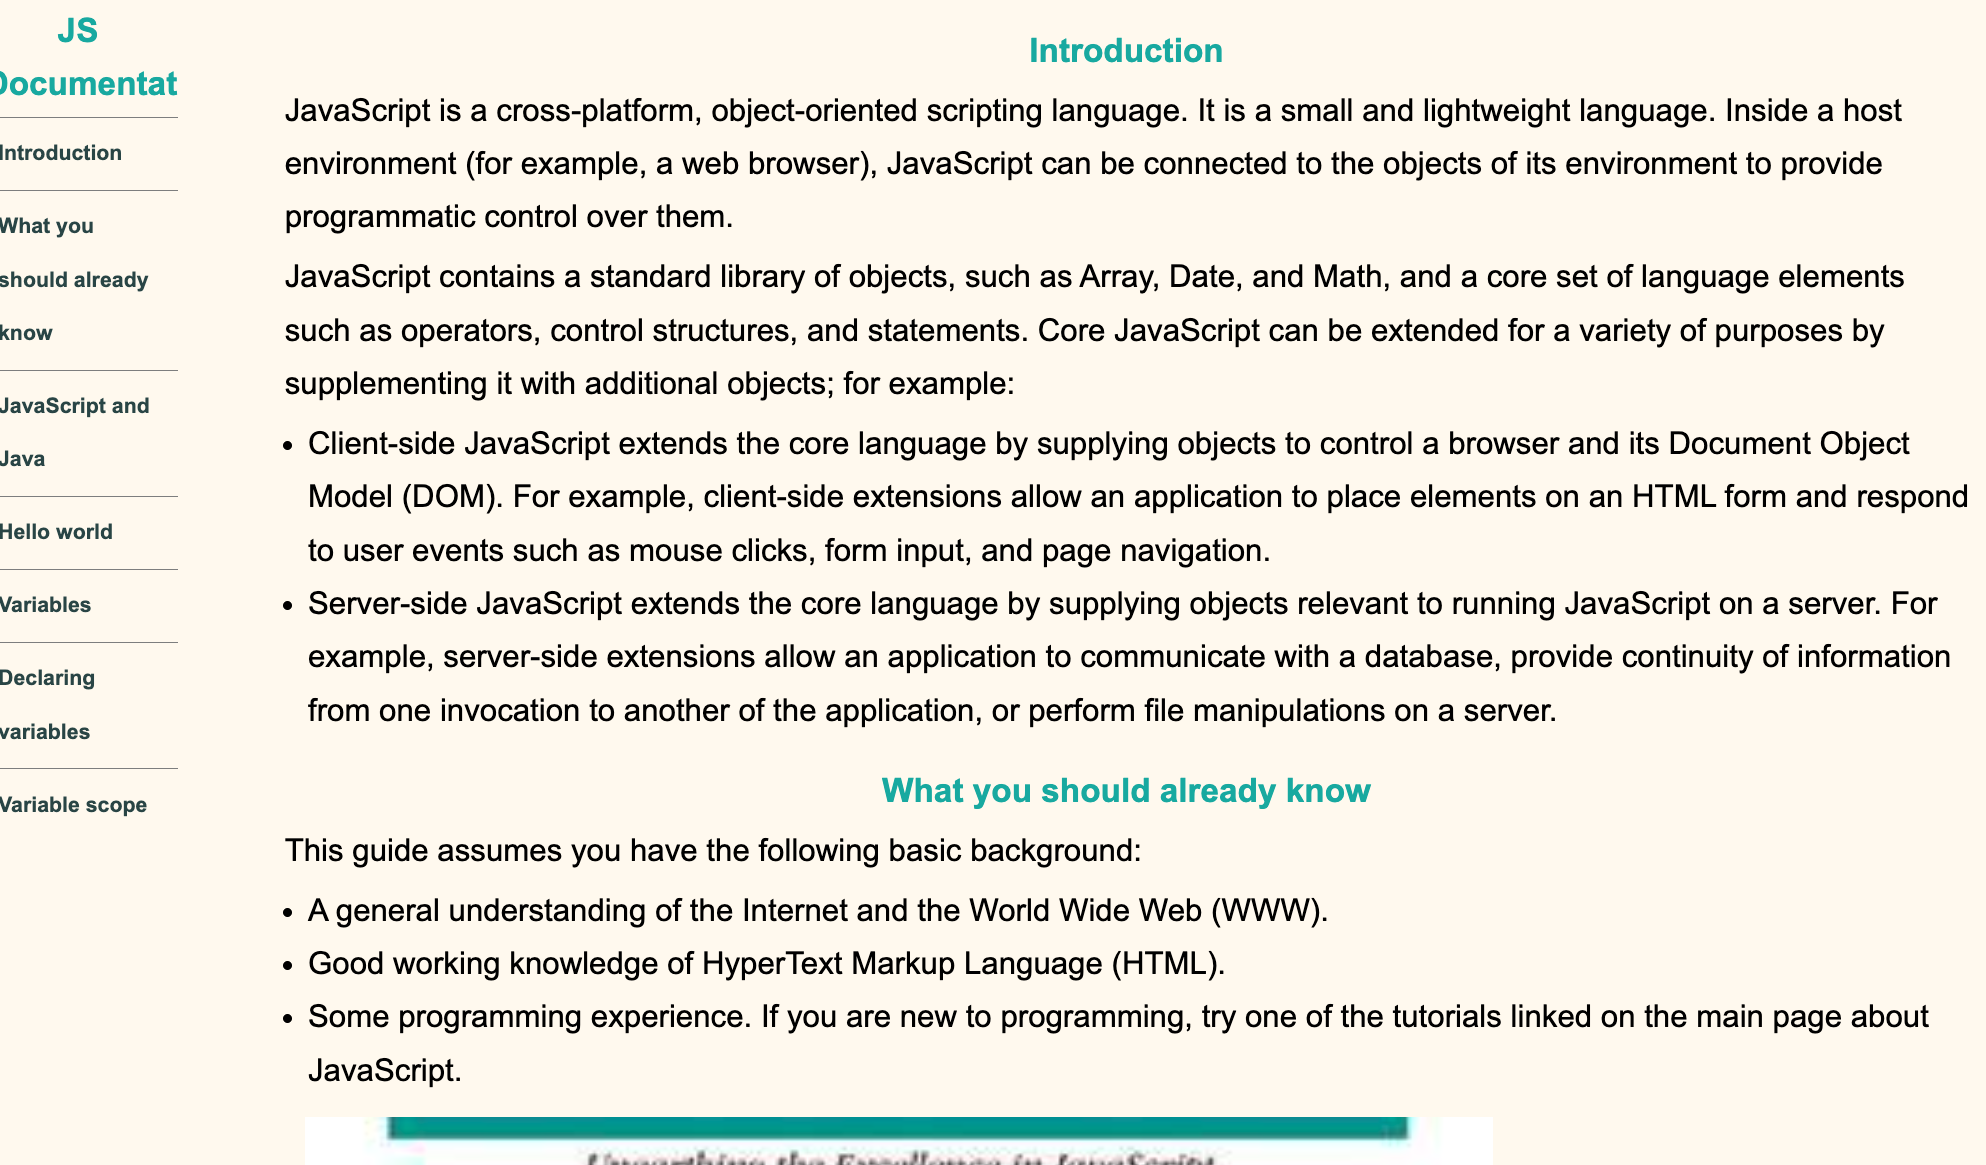 JS
Documentat
Introduction
What you
should already
know
JavaScript and
Java
Hello world
Variables
Declaring
variables
Variable scope
Introduction
JavaScript is a cross-platform, object-oriented scripting language. It is a small and lightweight language. Inside a host
environment (for example, a web browser), JavaScript can be connected to the objects of its environment to provide
programmatic control over them.
JavaScript contains a standard library of objects, such as Array, Date, and Math, and a core set of language elements
such as operators, control structures, and statements. Core JavaScript can be extended for a variety of purposes by
supplementing it with additional objects; for example:
• Client-side JavaScript extends the core language by supplying objects to control a browser and its Document Object
Model (DOM). For example, client-side extensions allow an application to place elements on an HTML form and respond
to user events such as mouse clicks, form input, and page navigation.
• Server-side JavaScript extends the core language by supplying objects relevant to running JavaScript on a server. For
example, server-side extensions allow an application to communicate with a database, provide continuity of information
from one invocation to another of the application, or perform file manipulations on a server.
What you should already know
This guide assumes you have the following basic background:
• A general understanding of the Internet and the World Wide Web (WWW).
• Good working knowledge of HyperText Markup Language (HTML).
• Some programming experience. If you are new to programming, try one of the tutorials linked on the main page about
JavaScript.
Unearthing the Excellence in JavaScript